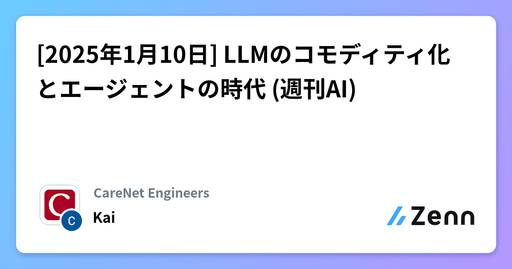 [2025年1月10日] LLMのコモディティ化
とエージェントの時代 (週刊AI)
CareNet Engineers
C
C
Kai
Zenn